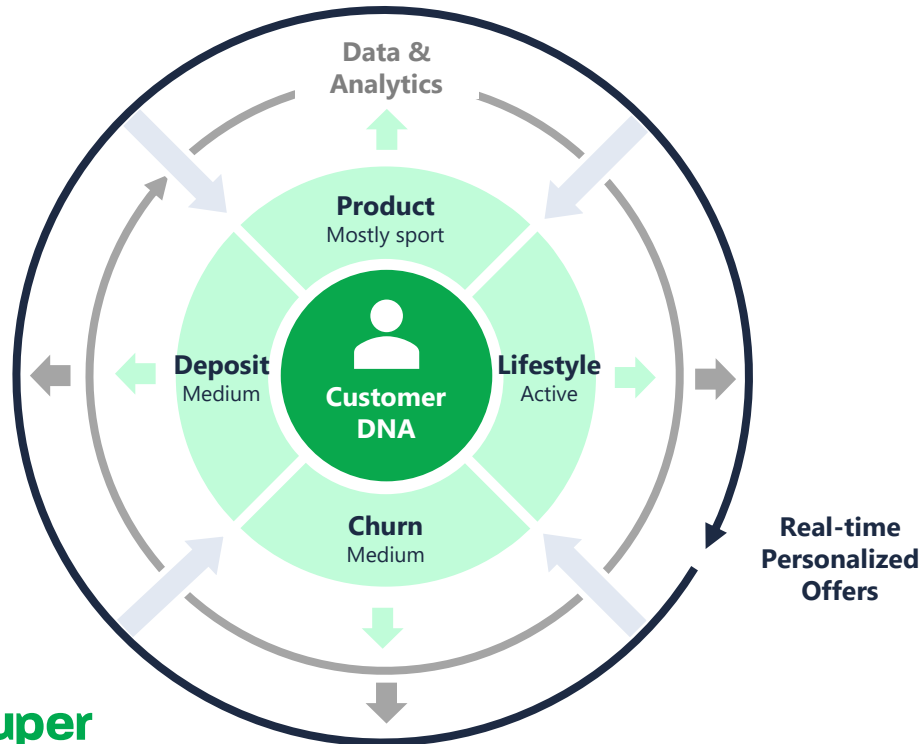 Data &
Analytics
Product
Mostly sport
Deposit
Medium
Customer
DNA
Lifestyle
Active
Churn
Medium
Real-time
Personalized
Offers
uper